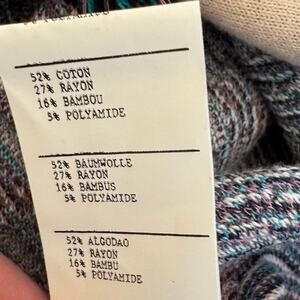 POLYAMIDE
52% COTON
27% RAYON
16% BAMBOU
5% POLYAMIDE
52% BAUMWOLLE
27% RAYON
16% BAMBUS
5% POLYAMIDE
52% ALGODAO
27% RAYON
16% BAMBU
5% POLYAMIDE